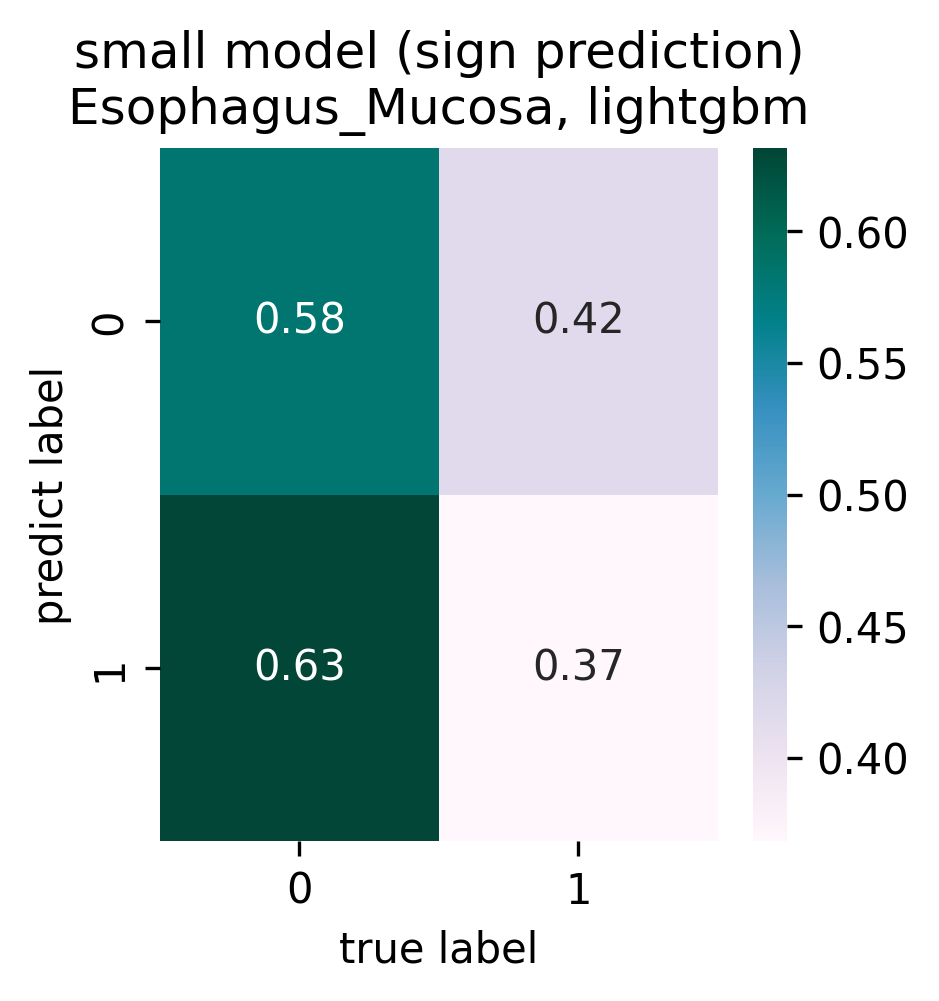 small model (sign prediction)
Esophagus_Mucosa, lightgbm
0.58 0.42
0.63 0.37
0
1
predict label
0 1
true label
0.60
0.55
0.50
0.45
0.40